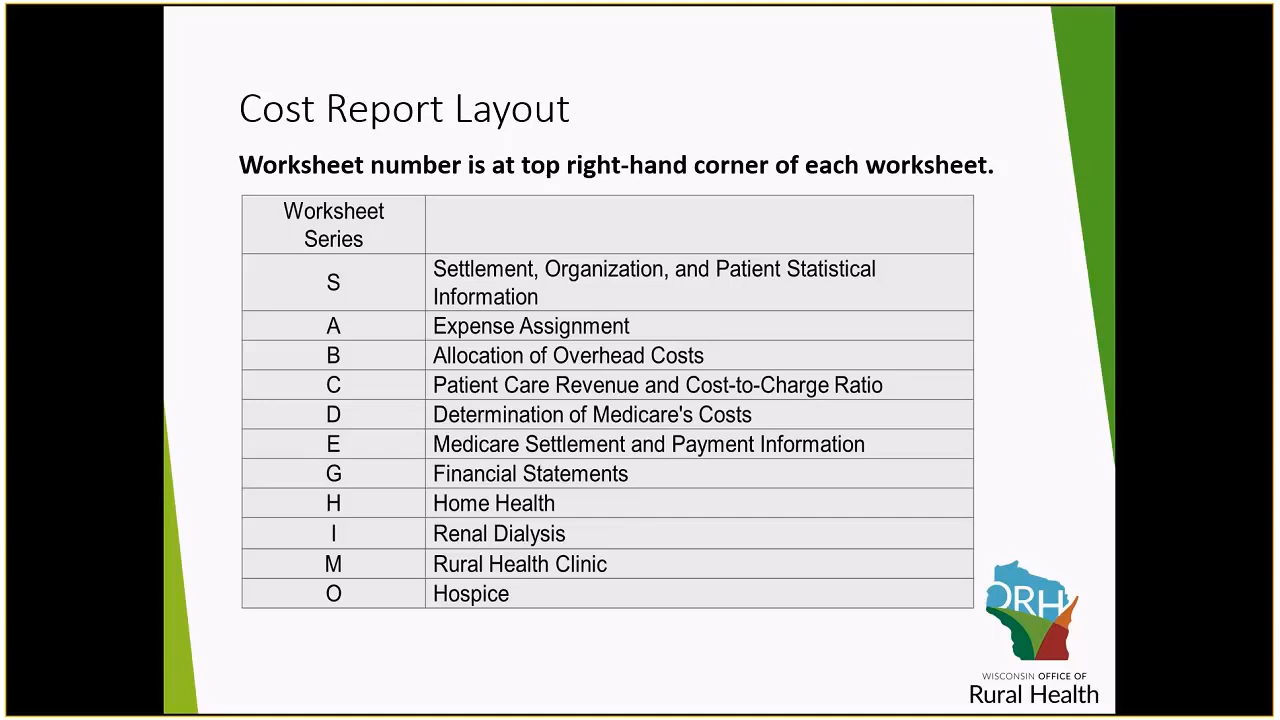 Cost Report Layout
Worksheet number is at top right-hand corner of each worksheet.
Worksheet
Series
S
Settlement, Organization, and Patient Statistical
Information
A
Expense Assignment
B
Allocation of Overhead Costs
C
Patient Care Revenue and Cost-to-Charge Ratio
D
Determination of Medicare's Costs
E
Medicare Settlement and Payment Information
G
Financial Statements
H
Home Health
I
Renal Dialysis
M
Rural Health Clinic
O
Hospice
ORH
WISCONSIN OFFICE OF
Rural Health